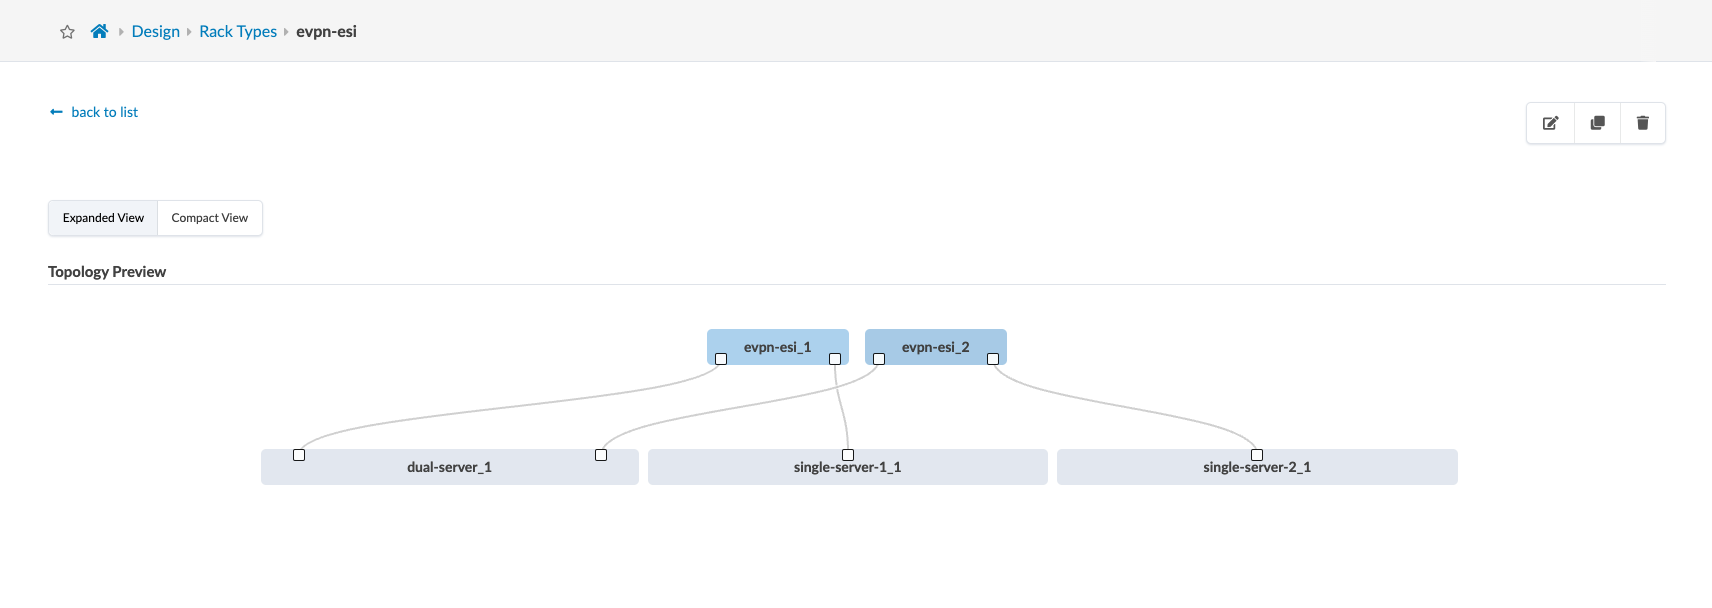 Design Rack Types evpn-esi
back to list
Expanded View Compact View
Topology Preview
evpn-esi_1 evpn-esi_2
dual-server_1 single-server-1_1 single-server-2_1